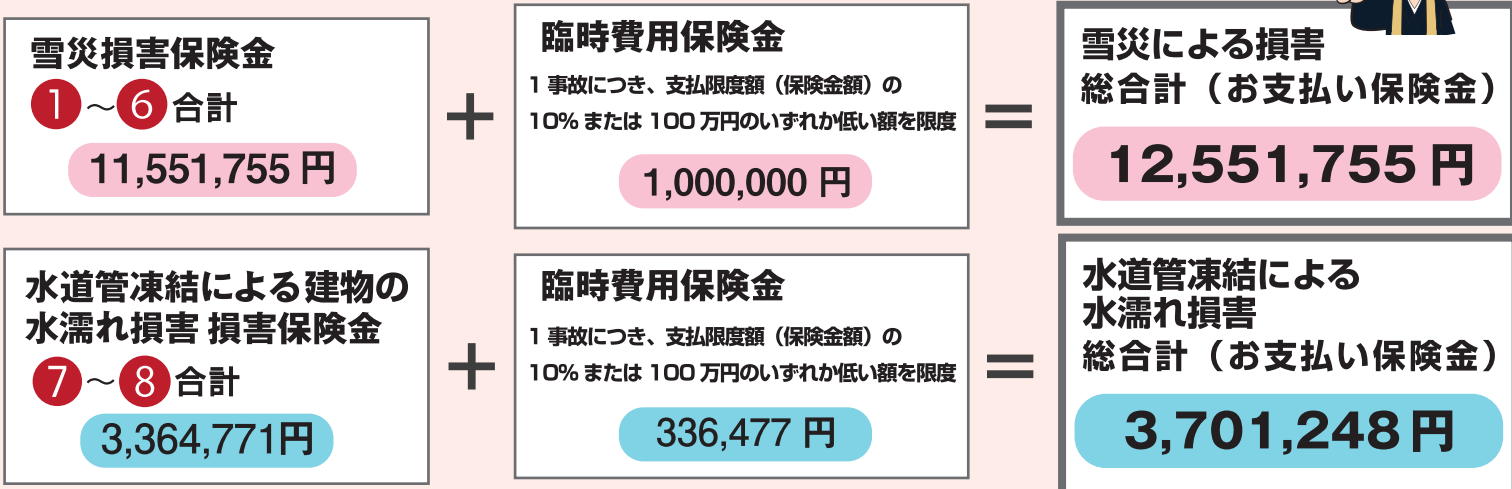 雪災損害保険金
1～6合計
11,551,755 円
+
臨時費用保険金
1 事故につき、支払限度額（保険金額）の
10% または 100 万円のいずれか低い額を限度
1,000,000 円
=
雪災による損害
総合計（お支払い保険金）
12,551,755 円
水道管凍結による建物の
水濡れ損害 損害保険金
7～8合計
3,364,771円
+
臨時費用保険金
1 事故につき、支払限度額（保険金額）の
10% または 100 万円のいずれか低い額を限度
336,477 円
=
水道管凍結による
水濡れ損害
総合計（お支払い保険金）
3,701,248 円